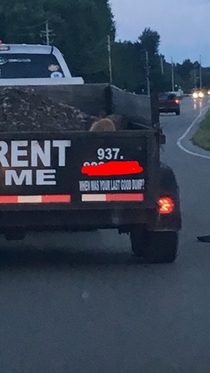 RENT
ME
937.
WHEN WAS YOUR LAST GOOD DUMP?